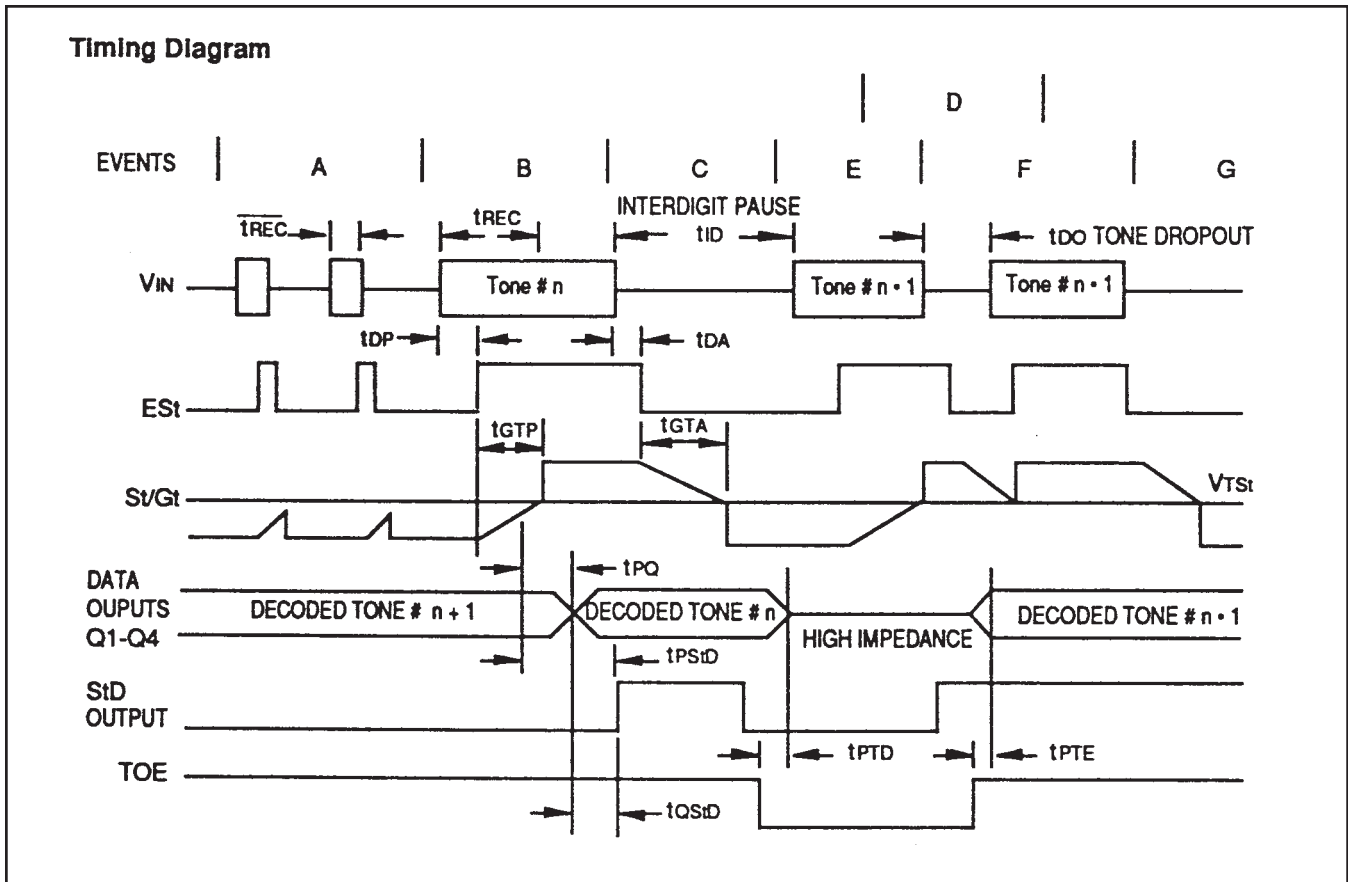 Timing Diagram
D
EVENTS A B C E F G
INTERDIGIT PAUSE
tREC tREC tID tDO TONE DROPOUT
VIN Tone # n Tone # n • 1 Tone # n • 1
tDP tDA
ESt
tGTP tGTA
St/Gt VTSt
tPQ
DATA
OUPUTS
Q1-Q4
DECODED TONE # n + 1 DECODED TONE # n HIGH IMPEDANCE DECODED TONE # n • 1
tPStD
StD
OUTPUT
tPTD tPTE
TOE
tQStD